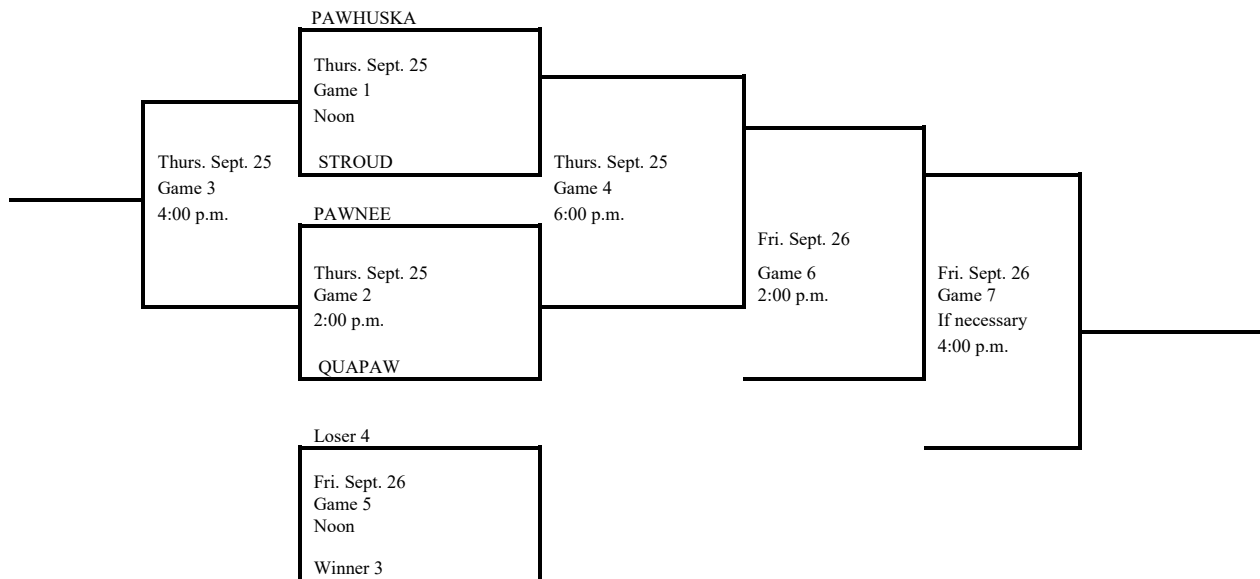 PAWHUSKA
Thurs. Sept. 25
Game 1
Noon
STROUD
Thurs. Sept. 25
Game 3
4:00 p.m.
PAWNEE
Thurs. Sept. 25
Game 2
2:00 p.m.
QUAPAW
Thurs. Sept. 25
Game 4
6:00 p.m.
Fri. Sept. 26
Game 6
2:00 p.m.
Fri. Sept. 26
Game 7
If necessary
4:00 p.m.
Loser 4
Fri. Sept. 26
Game 5
Noon
Winner 3